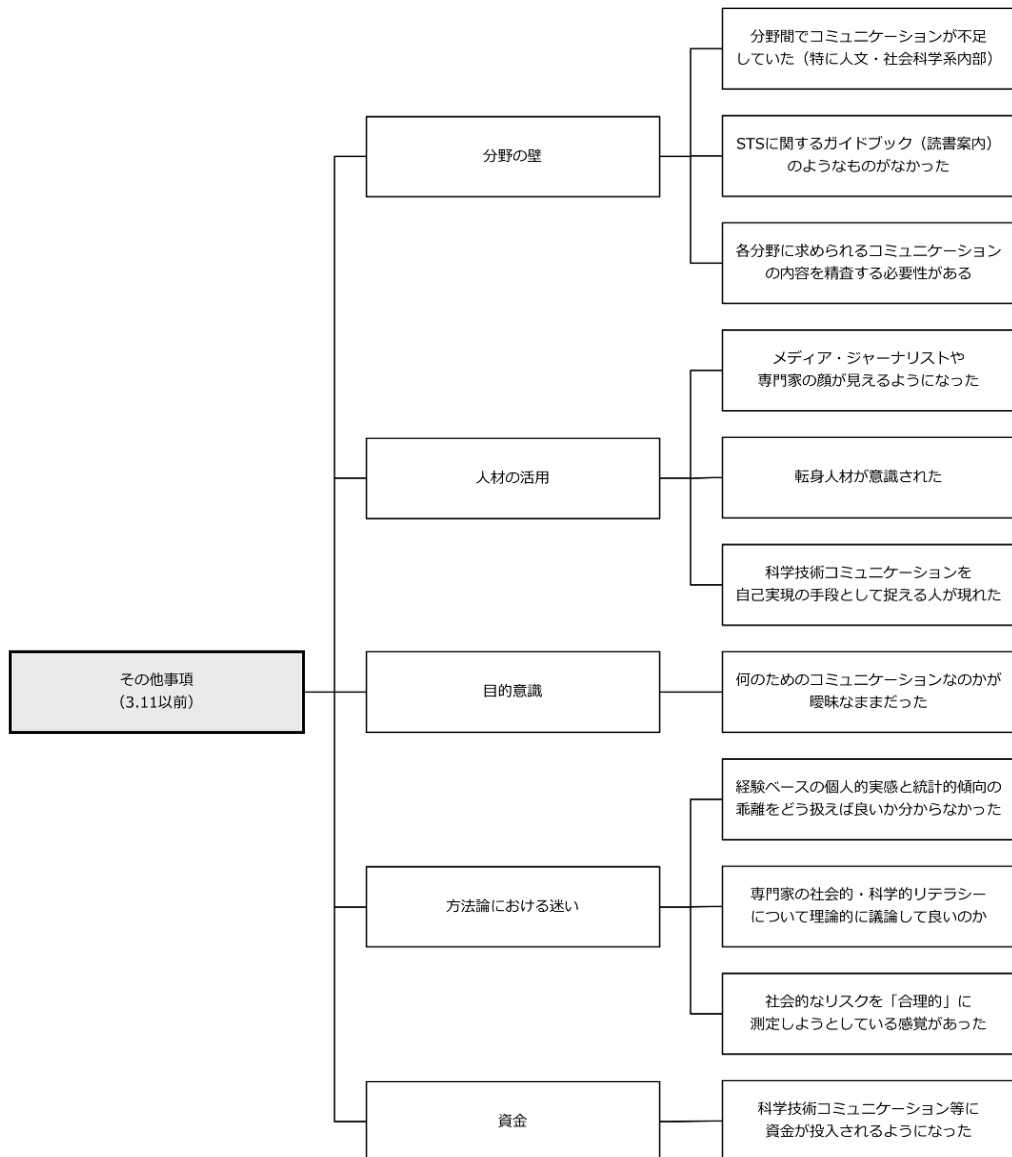 分野間でコミュニケーションが不足
していた（特に人文・社会科学系内部）
分野の壁
STSに関するガイドブック（読書案内）
のようなものがなかった
各分野に求められるコミュニケーション
の内容を精査する必要性がある
メディア・ジャーナリストや
専門家の顔が見えるようになった
人材の活用
転身人材が意識された
科学技術コミュニケーションを
自己実現の手段として捉える人が現れた
その他事項
（3.11以前）
目的意識
何のためのコミュニケーションなのかが
曖昧なままだった
経験ベースの個人的実感と統計的傾向の
乖離をどう扱えば良いか分からなかった
方法論における迷い
専門家の社会的・科学的リテラシー
について理論的に議論して良いのか
社会的なリスクを「合理的」に
測定しようとしている感覚があった
資金
科学技術コミュニケーション等に
資金が投入されるようになった